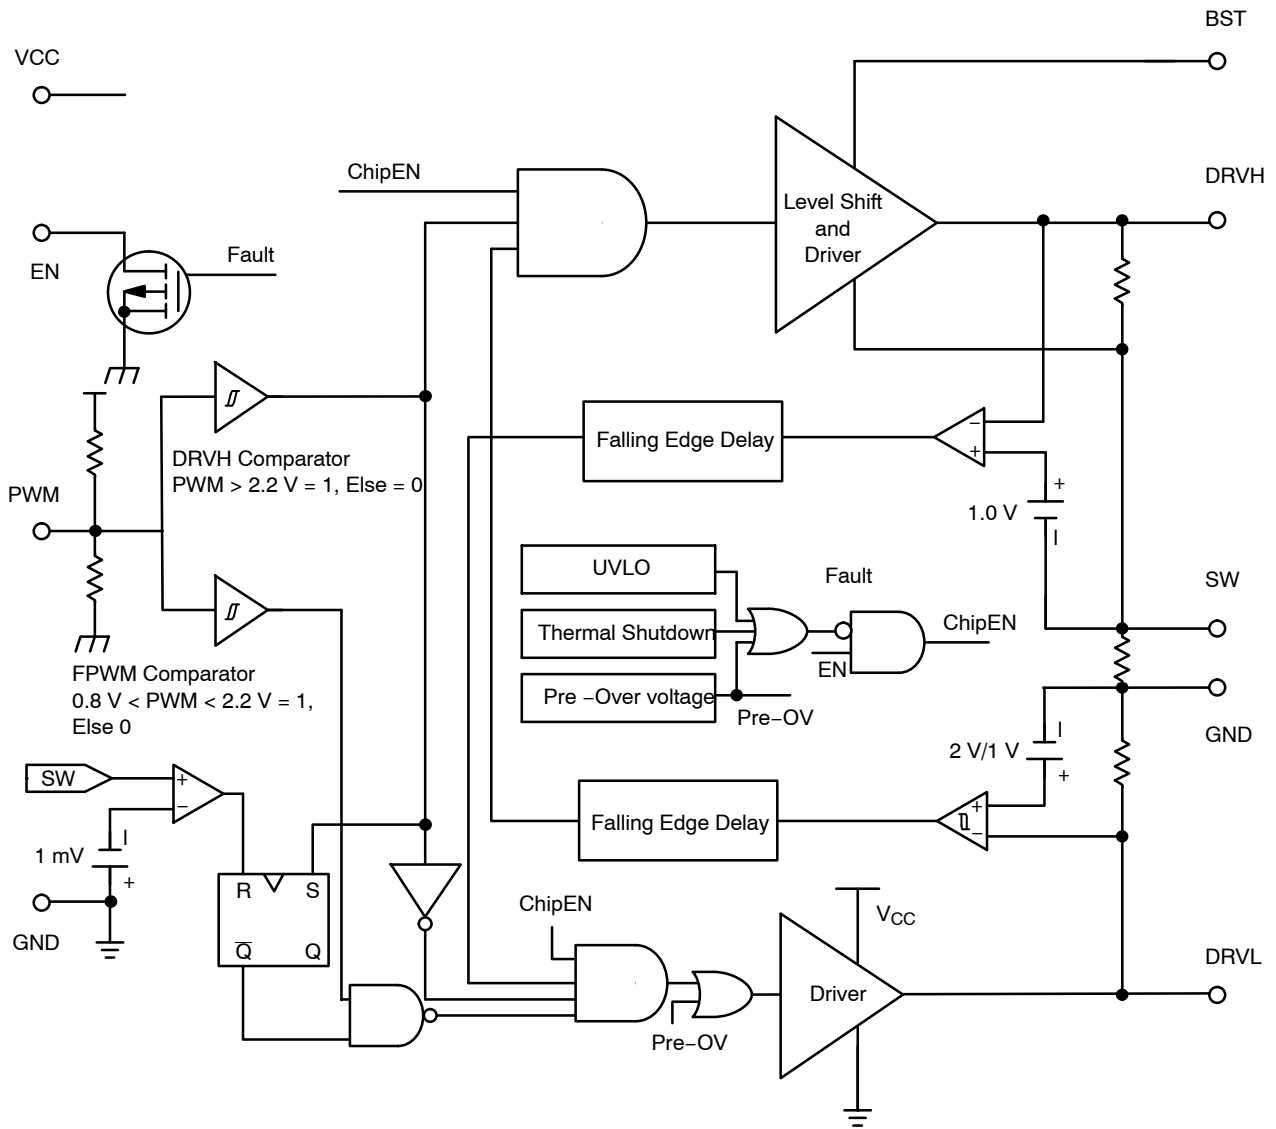 BST
VCC
DRVH
ChipEN
Level Shift
and
Driver
EN
Fault
Falling Edge Delay
−
+
DRVH Comparator
PWM > 2.2 V = 1, Else = 0
PWM
+
1.0 V
UVLO
Fault
SW
Thermal Shutdown
ChipEN
EN
FPWM Comparator
0.8 V < PWM < 2.2 V = 1,
Else 0
Pre −Over voltage
Pre−OV
GND
2 V/1 V
+
SW
+
−
Falling Edge Delay
+
−
1 mV
+
R
S
ChipEN
VCC
GND
Q
Q
DRVL
Driver
Pre−OV